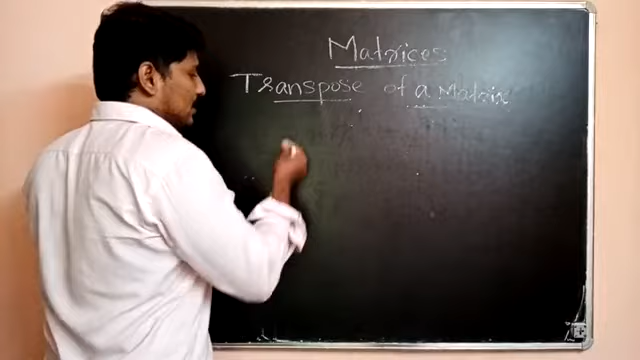 Matrices
Transpose of a Matrix